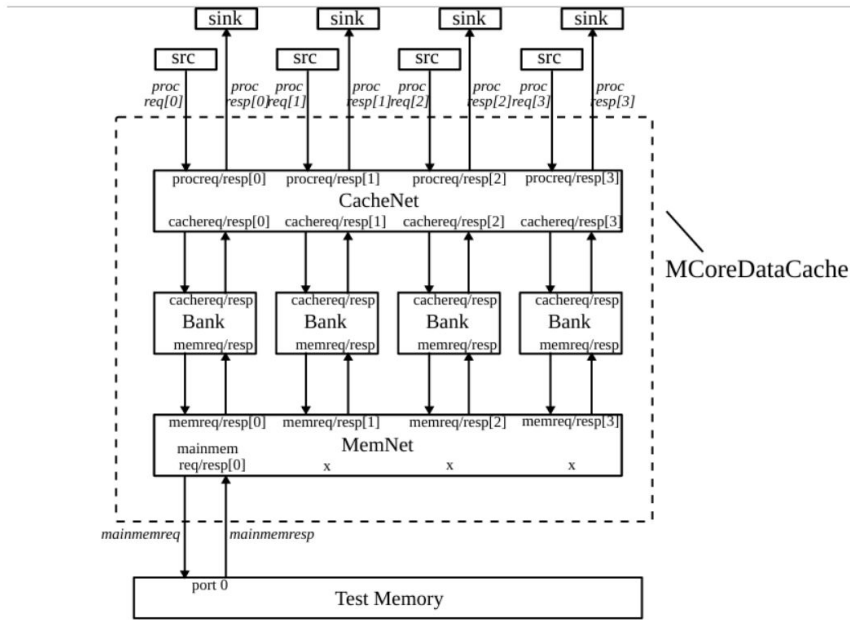 sink sink sink sink
src src src src
proc proc proc proc proc proc proc proc
req[0] resp[0] req[1] resp[1] req[2] resp[2] req[3] resp[3]
procreq/resp[0] procreq/resp[1] procreq/resp[2] procreq/resp[3]
CacheNet
cachereq/resp[0] cachereq/resp[1] cachereq/resp[2] cachereq/resp[3]
MCoreDataCache
cachereq/resp cachereq/resp cachereq/resp cachereq/resp
Bank Bank Bank Bank
memreq/resp memreq/resp memreq/resp memreq/resp
memreq/resp[0] memreq/resp[1] memreq/resp[2] memreq/resp[3]
MemNet
mainmem
req/resp[0] x x x
mainmemreq mainmemresp
port 0
Test Memory